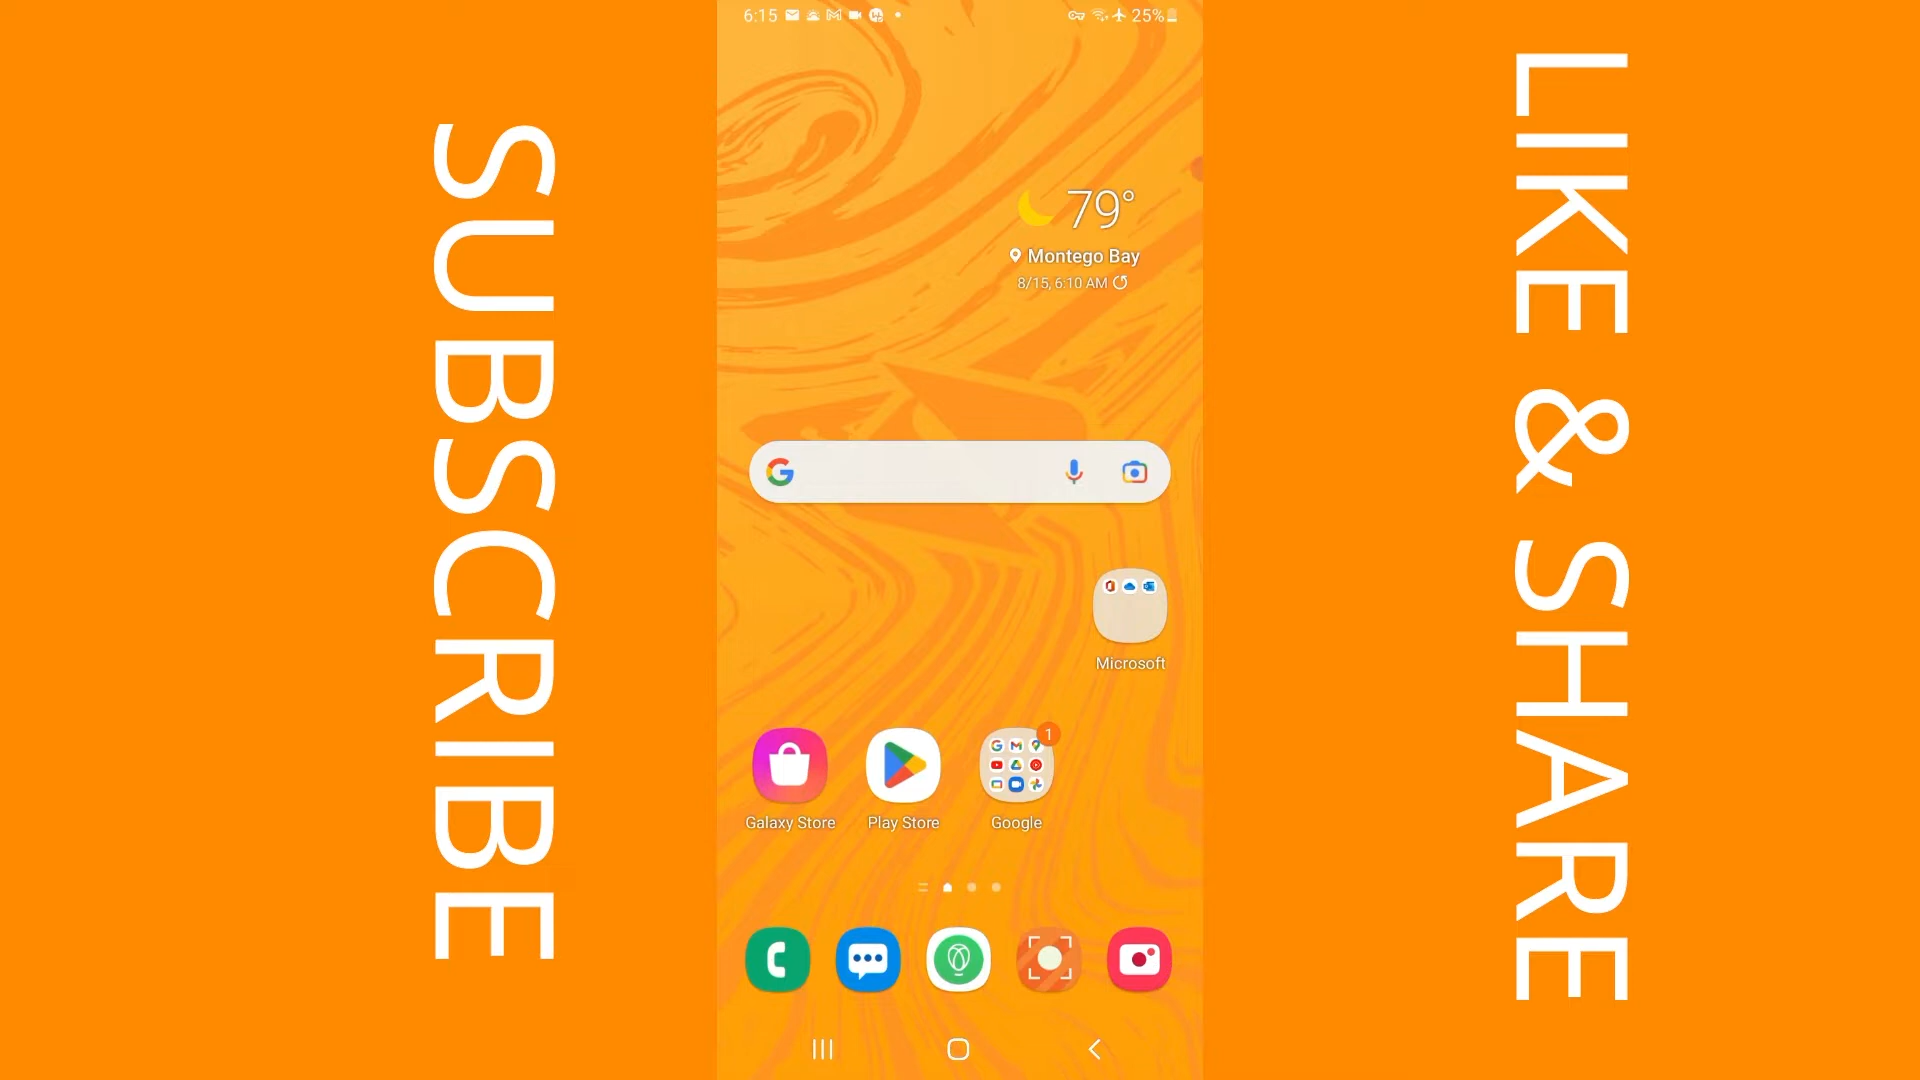 SUBSCRIBE
6:15
25%
79°
Montego Bay
8/15, 6:10 AM
Microsoft
1
Galaxy Store
Play Store
Google
LIKE & SHARE